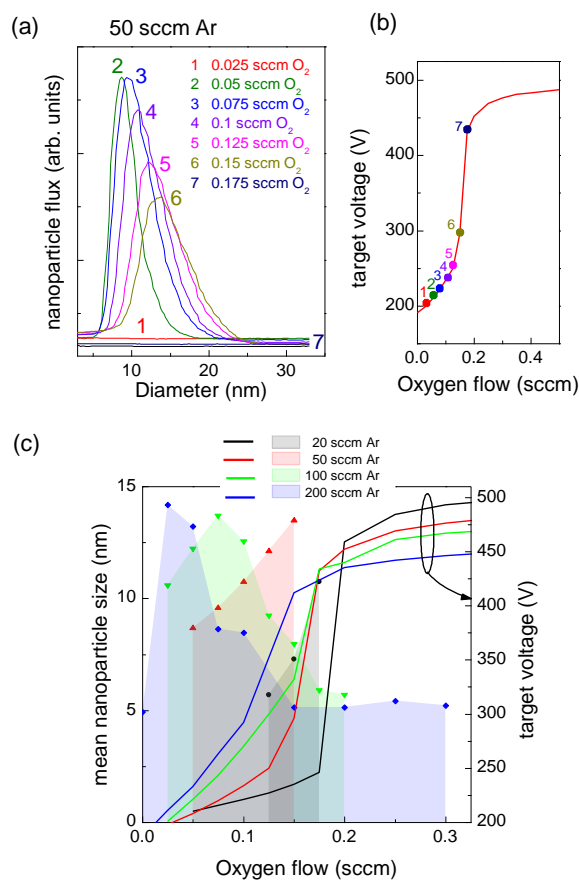 (a)
50 sccm Ar
1 0.025 sccm O₂
2 0.05 sccm O₂
3 0.075 sccm O₂
4 0.1 sccm O₂
5 0.125 sccm O₂
6 0.15 sccm O₂
7 0.175 sccm O₂
2
3
4
5
6
1
7
nanoparticle flux (arb. units)
10 20 30
Diameter (nm)
(b)
500
400
300
200
target voltage (V)
7
6
5
4
3
2
1
0.0 0.2 0.4
Oxygen flow (sccm)
(c)
20 sccm Ar
50 sccm Ar
100 sccm Ar
200 sccm Ar
15
10
5
0
mean nanoparticle size (nm)
500
450
400
350
300
250
200
target voltage (V)
0.0 0.1 0.2 0.3
Oxygen flow (sccm)